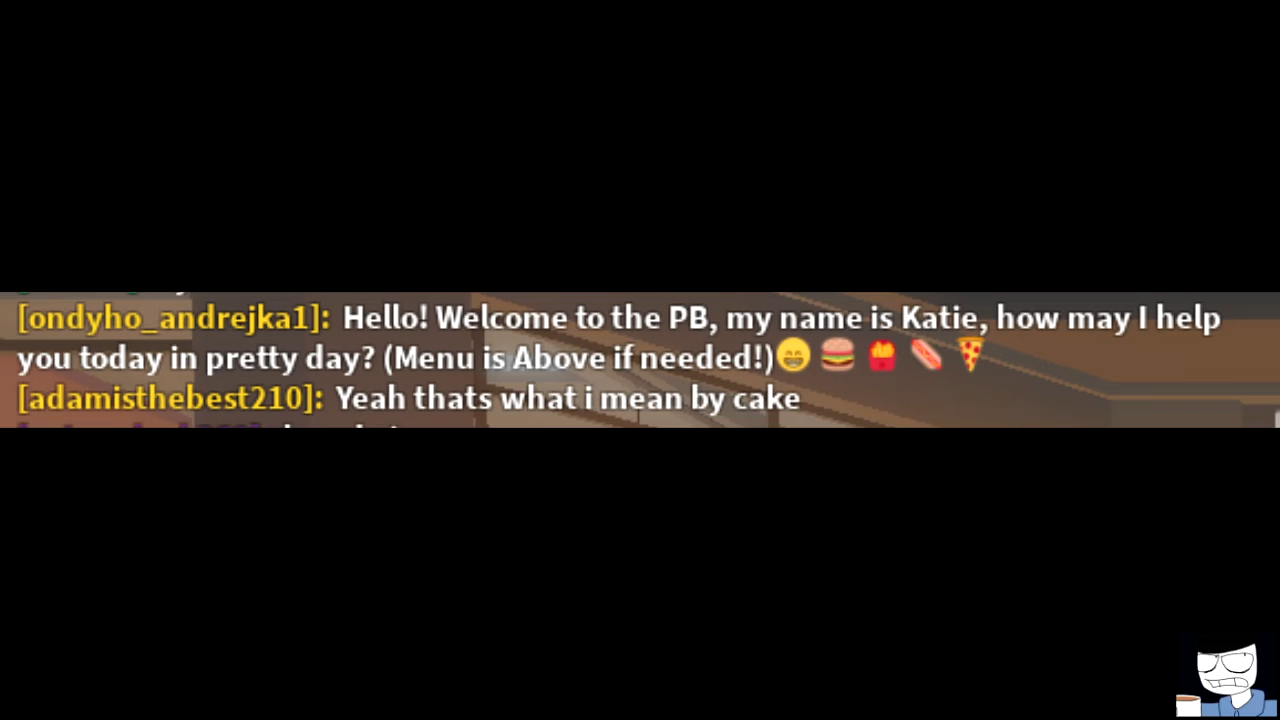 [ondyho_andrejka1]: Hello! Welcome to the PB, my name is Katie, how may I help
you today in pretty day? (Menu is Above if needed!)😁 🍔 🍟 🌭 🍕
[adamisthebest210]: Yeah thats what i mean by cake